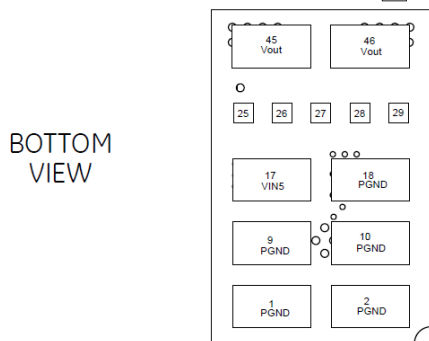 45
Vout
46
Vout
25
26
27
28
29
BOTTOM
VIEW
17
VIN5
18
PGND
9
PGND
10
PGND
1
PGND
2
PGND